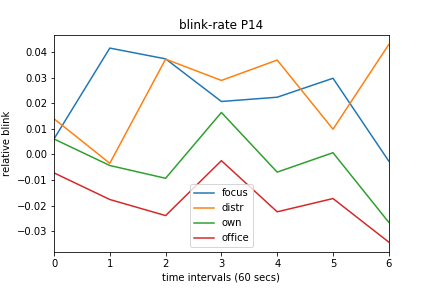 blink-rate P14
relative blink
0.04
0.03
0.02
0.01
0.00
−0.01
−0.02
−0.03
focus
distr
own
office
0 1 2 3 4 5 6
time intervals (60 secs)